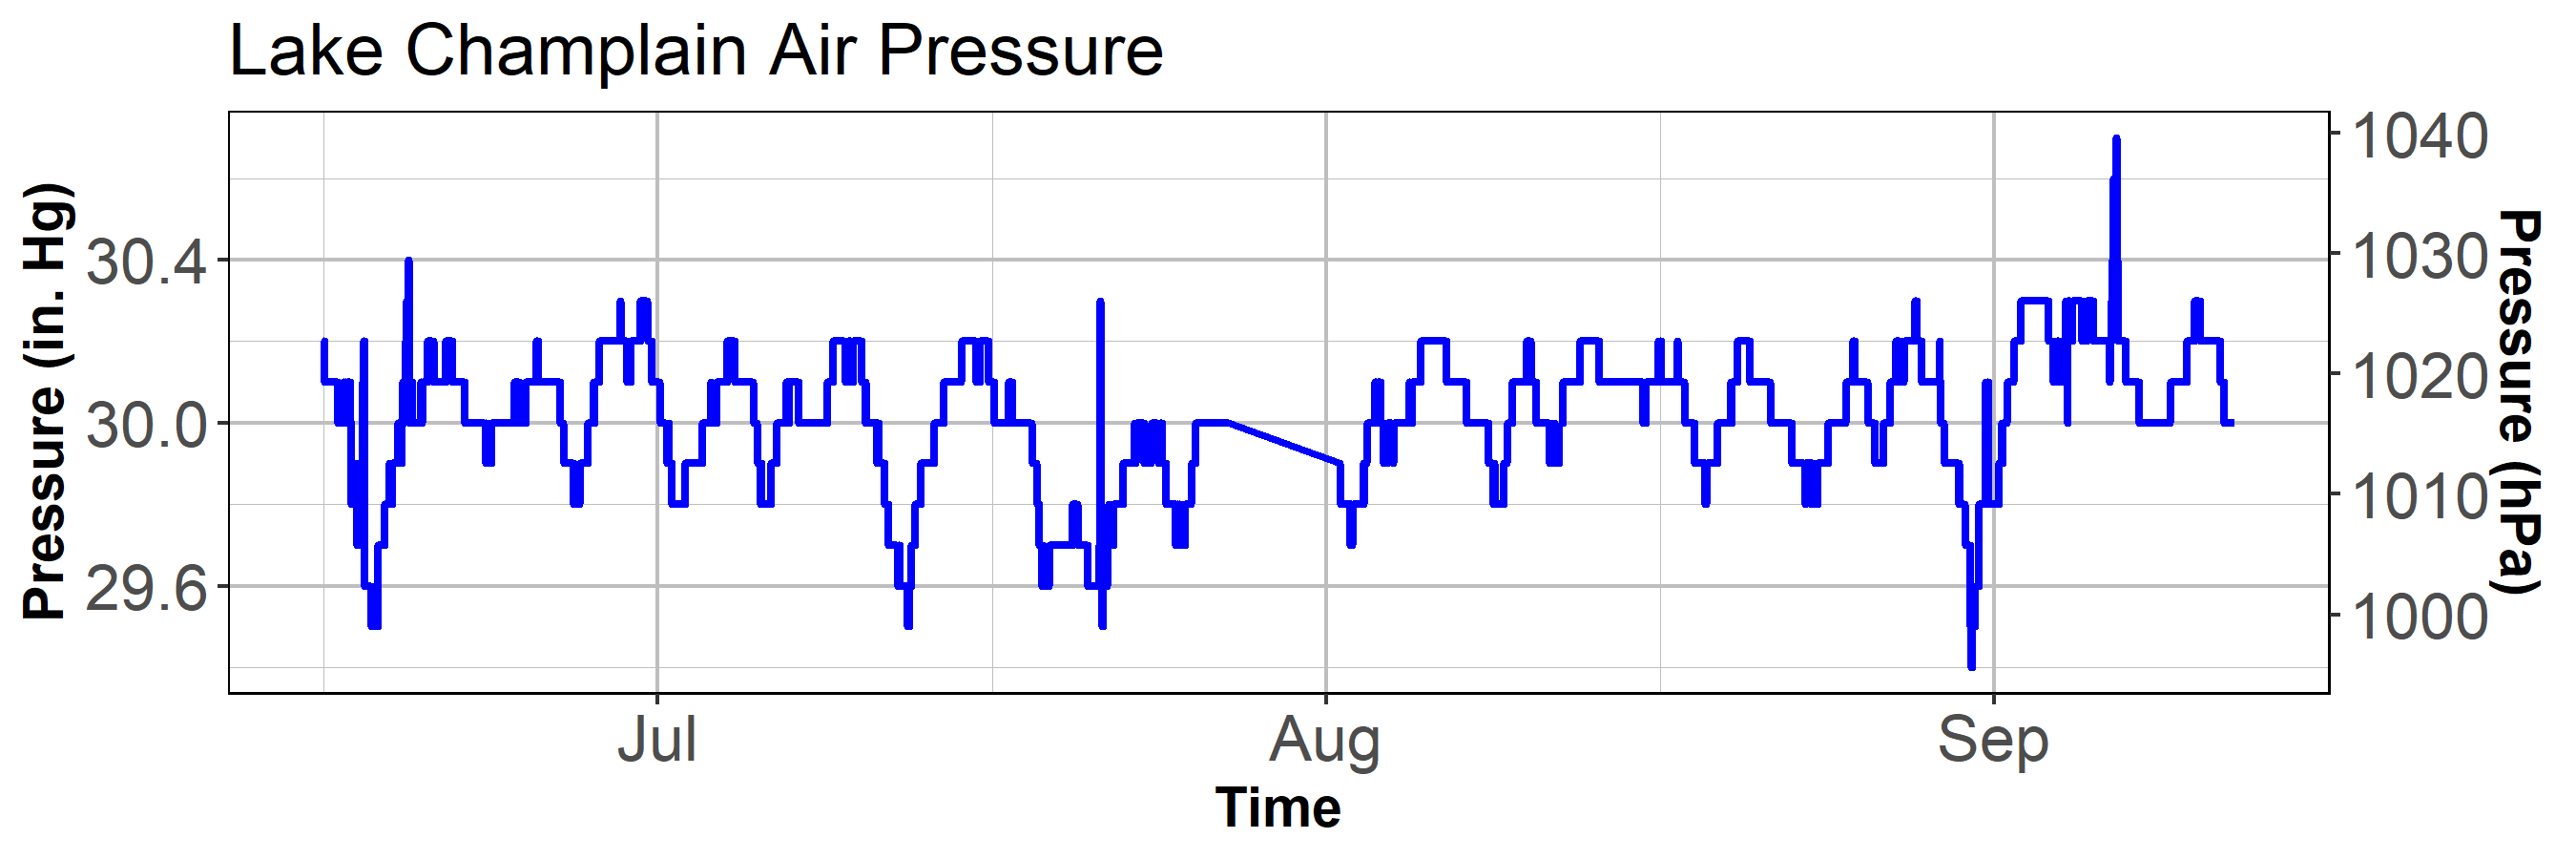 Lake Champlain Air Pressure
Pressure (in. Hg)
30.4
30.0
29.6
1040
1030
1020
1010
1000
Pressure (hPa)
Jul
Aug
Sep
Time